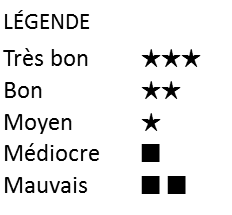 LÉGENDE
Très bon ★★★
Bon ★★
Moyen ★
Médiocre ■
Mauvais ■ ■